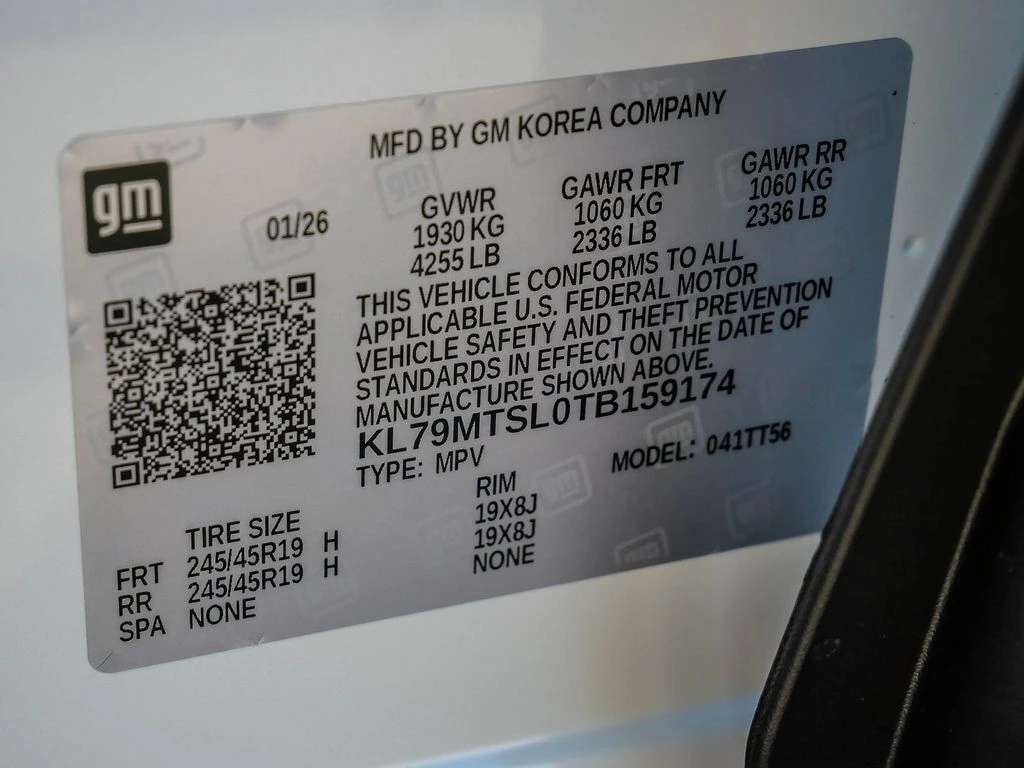 MFD BY GM KOREA COMPANY
gm
01/26
GVWR
1930 KG
4255 LB
GAWR FRT
1060 KG
2336 LB
GAWR RR
1060 KG
2336 LB
THIS VEHICLE CONFORMS TO ALL
APPLICABLE U.S. FEDERAL MOTOR
VEHICLE SAFETY AND THEFT PREVENTION
STANDARDS IN EFFECT ON THE DATE OF
MANUFACTURE SHOWN ABOVE.
KL79MTSL0TB159174
TYPE: MPV
MODEL: 041TT56
TIRE SIZE
RIM
FRT 245/45R19 H 19X8J
RR 245/45R19 H 19X8J
SPA NONE NONE